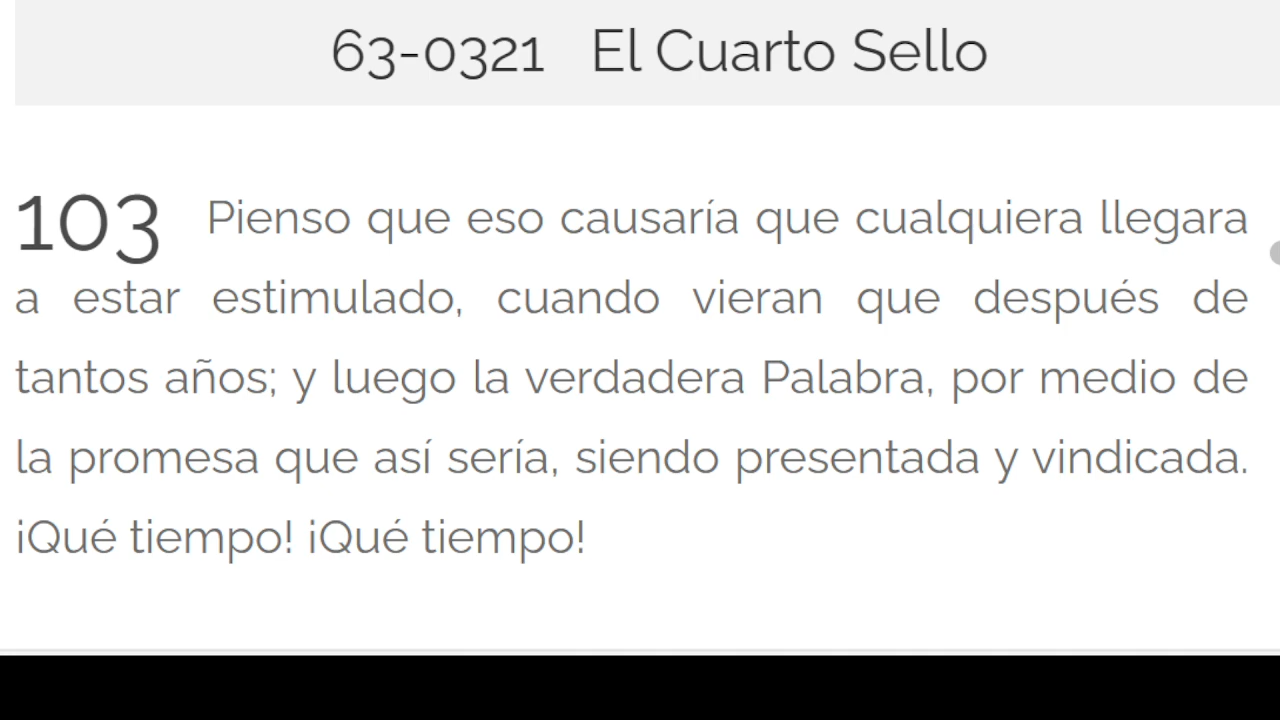 63-0321 El Cuarto Sello
103 Pienso que eso causaría que cualquiera llegara
a estar estimulado, cuando vieran que después de
tantos años; y luego la verdadera Palabra, por medio de
la promesa que así sería, siendo presentada y vindicada.
¡Qué tiempo! ¡Qué tiempo!